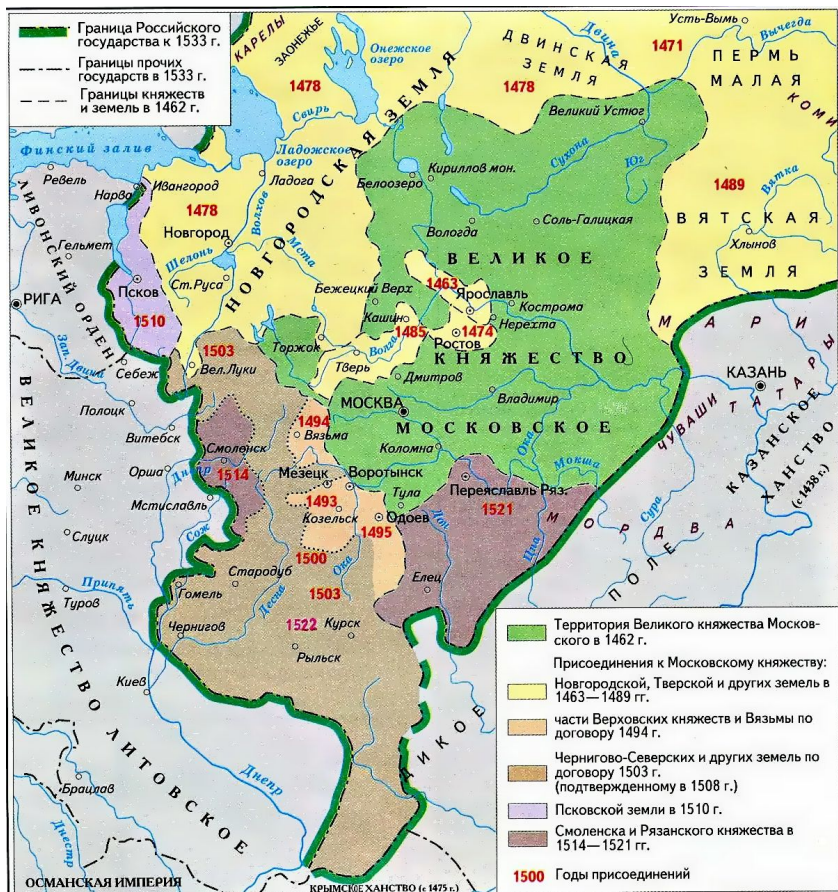 Граница Российского
государства к 1533 г.
Границы прочих
государств в 1533 г.
Границы княжеств
и земель в 1462 г.
КАРЕЛЫ
ЗАОНЕЖЬЕ
Онежское
озеро
1478
Свирь
ДВИНСКАЯ
ЗЕМЛЯ
1478
Двина
1471
Усть-Вымь
Вычегда
ПЕРМЬ
МАЛАЯ
КОМИ
Великий Устюг
Сухона
Юг
Финский залив
Ладожское
озеро
Ревель
Нарва
Ивангород
Ладога
1478
Новгород
Волхов
НОВГОРОДСКАЯ ЗЕМЛЯ
Белоозеро
Кириллов мон.
Вологда
Соль-Галицкая
1489
Вятка
ВЯТСКАЯ
Хлынов
ЗЕМЛЯ
ЛИВОНСКИЙ ОРДЕН
Гельмет
Шелонь
Мста
Ст.Руса
РИГА
Псков
1510
Бежецкий Верх
Кашин
1485
1463
Ярославль
1474
Ростов
Кострома
Нерехта
ВЕЛИКОЕ
КНЯЖЕСТВО
МОСКОВСКОЕ
МАРИ
Зап. Двина
Себеж
1503
Вел.Луки
Торжок
Тверь
Волга
Дмитров
Владимир
МОСКВА
КАЗАНЬ
ЧУВАШИ
ТАТАРЫ
КАЗАНСКОЕ
ХАНСТВО
(с 1438 г.)
Полоцк
Витебск
1494
Вязьма
Смоленск
1514
Днепр
Орша
Минск
Мстиславль
Коломна
Ока
Мокша
Мезецк
Воротынск
1493
Козельск
Тула
Одоев
1495
Переяславль Ряз.
1521
Дон
Цна
Сура
МОРДВА
Слуцк
Сож
1500
Ока
Елец
ДИКОЕ ПОЛЕ
ВЕЛИКОЕ КНЯЖЕСТВО ЛИТОВСКОЕ
Припять
Туров
Гомель
Стародуб
Десна
1503
Чернигов
1522
Курск
Рыльск
Киев
Днепр
Брацлав
Днестр
ОСМАНСКАЯ ИМПЕРИЯ
КРЫМСКОЕ ХАНСТВО (с 1475 г.)
Территория Великого княжества Москов-
ского в 1462 г.
Присоединения к Московскому княжеству:
Новгородской, Тверской и других земель в
1463—1489 гг.
части Верховских княжеств и Вязьмы по
договору 1494 г.
Чернигово-Северских и других земель по
договору 1503 г.
(подтвержденному в 1508 г.)
Псковской земли в 1510 г.
Смоленска и Рязанского княжества в
1514—1521 гг.
1500 Годы присоединений